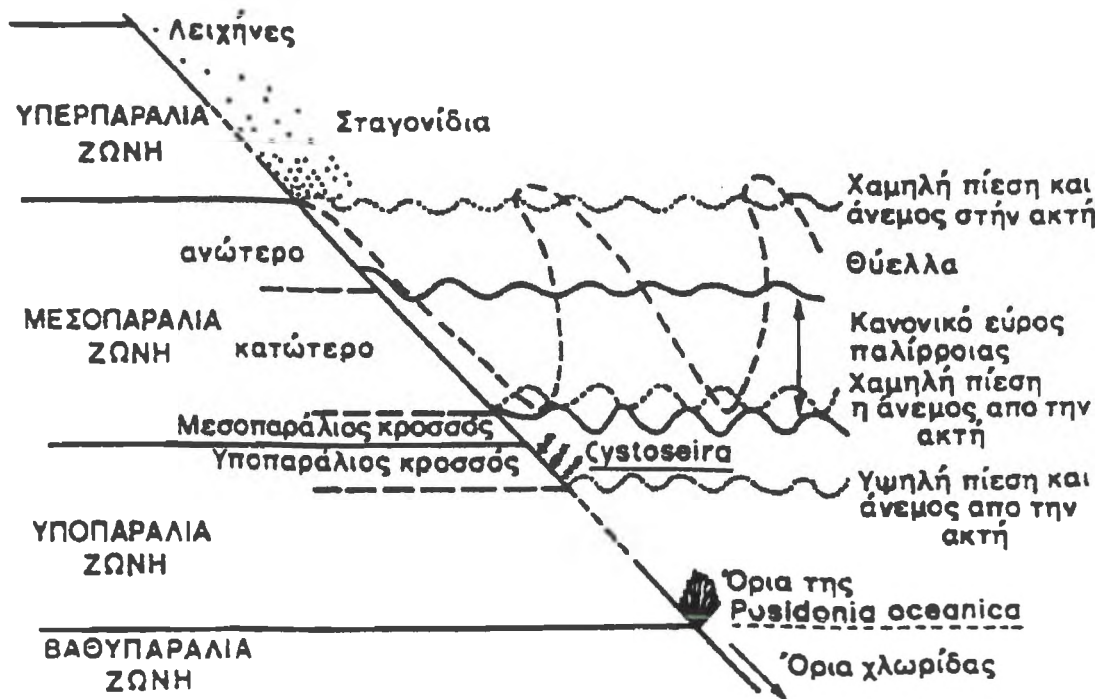 Λειχήνες
ΥΠΕΡΠΑΡΑΛΙΑ
ΖΩΝΗ
Σταγονίδια
Χαμηλή πίεση και
άνεμος στήν ακτή
ανώτερο
Θύελλα
ΜΕΣΟΠΑΡΑΛΙΑ
ΖΩΝΗ
κατώτερο
Κανονικό εύρος
παλίρροιας
Χαμηλή πίεση
η άνεμος απο την
ακτή
Μεσοπαράλιος κροσσός
Υποπαράλιος κροσσός
Cystoseira
Υψηλή πίεση και
άνεμος απο την
ακτή
ΥΠΟΠΑΡΑΛΙΑ
ΖΩΝΗ
Όρια της
Posidonia oceanica
ΒΑΘΥΠΑΡΑΛΙΑ
ΖΩΝΗ
Όρια χλωρίδας